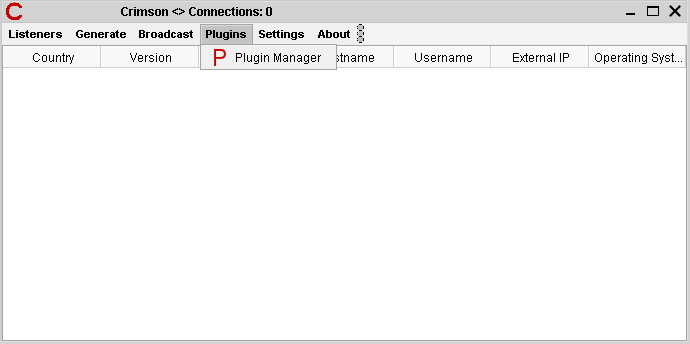 C Crimson <> Connections: 0
Listeners Generate Broadcast Plugins Settings About
Country Version stname Username External IP Operating Syst...
P Plugin Manager